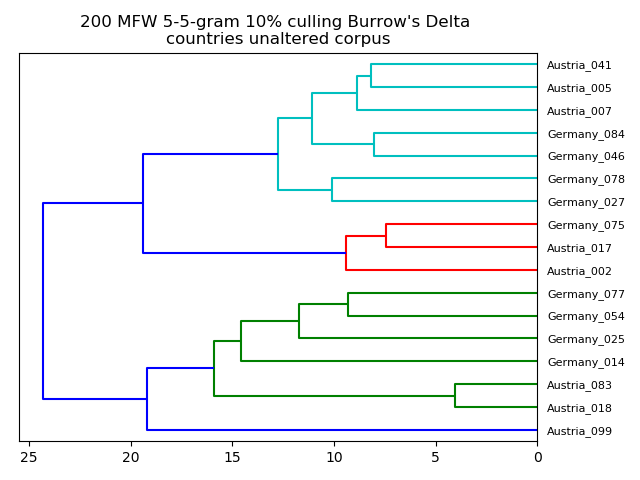 200 MFW 5-5-gram 10% culling Burrow's Delta
countries unaltered corpus
Austria_041
Austria_005
Austria_007
Germany_084
Germany_046
Germany_078
Germany_027
Germany_075
Austria_017
Austria_002
Germany_077
Germany_054
Germany_025
Germany_014
Austria_083
Austria_018
Austria_099
25 20 15 10 5 0